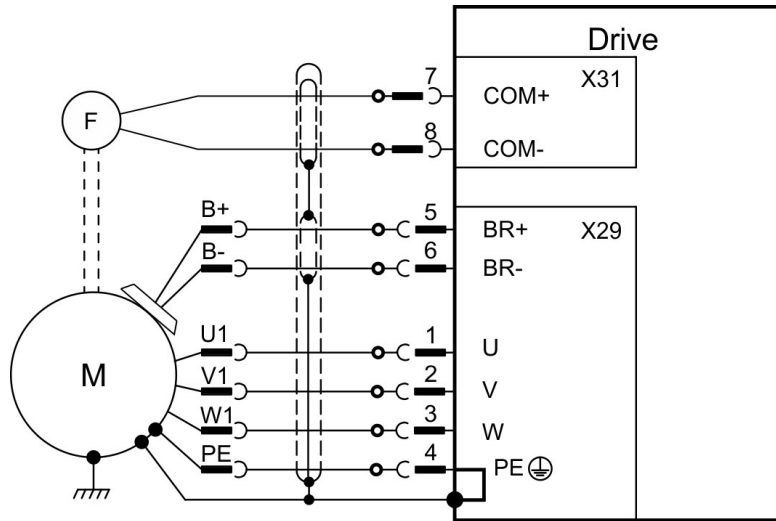 Drive
7
COM+
X31
F
8
COM-
B+
5
BR+
X29
B-
6
BR-
U1
1
U
M
V1
2
V
W1
3
W
PE
4
PE